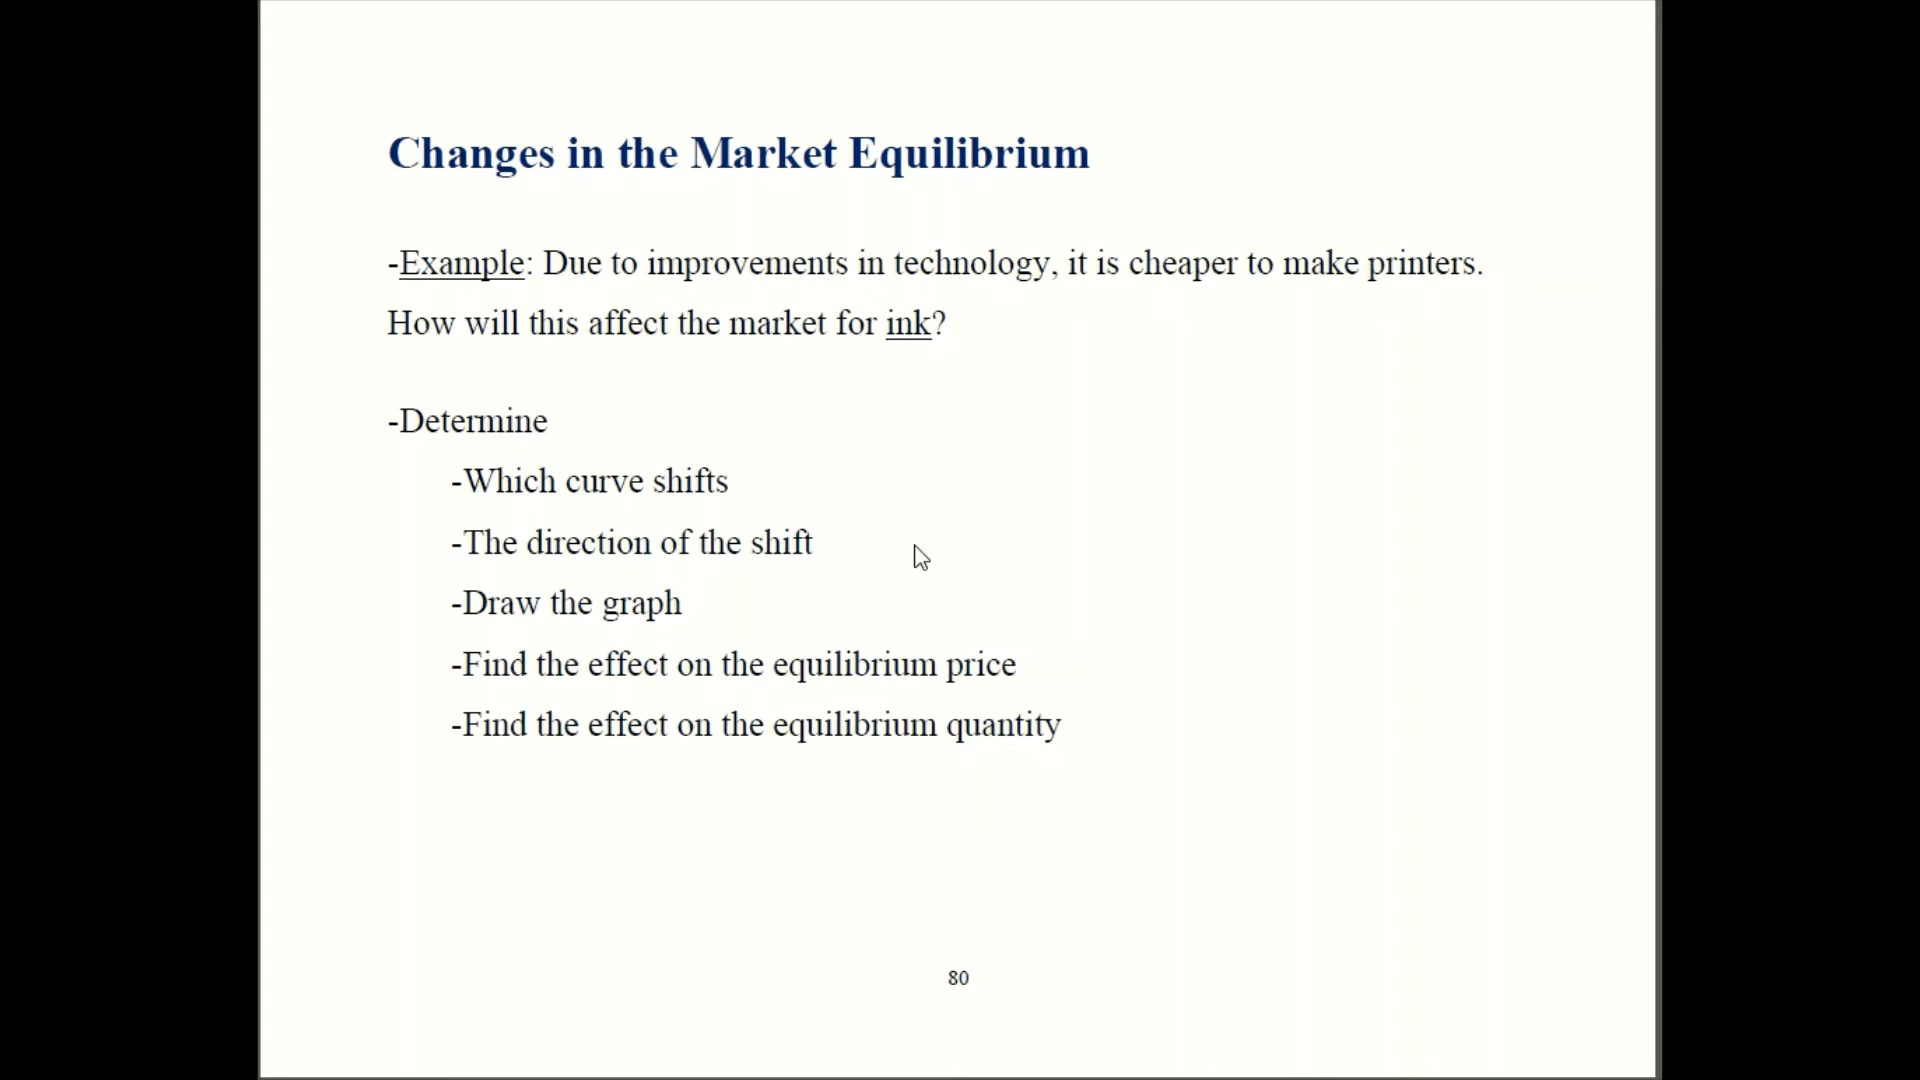 Changes in the Market Equilibrium
-Example: Due to improvements in technology, it is cheaper to make printers.
How will this affect the market for ink?
-Determine
-Which curve shifts
-The direction of the shift
-Draw the graph
-Find the effect on the equilibrium price
-Find the effect on the equilibrium quantity
80